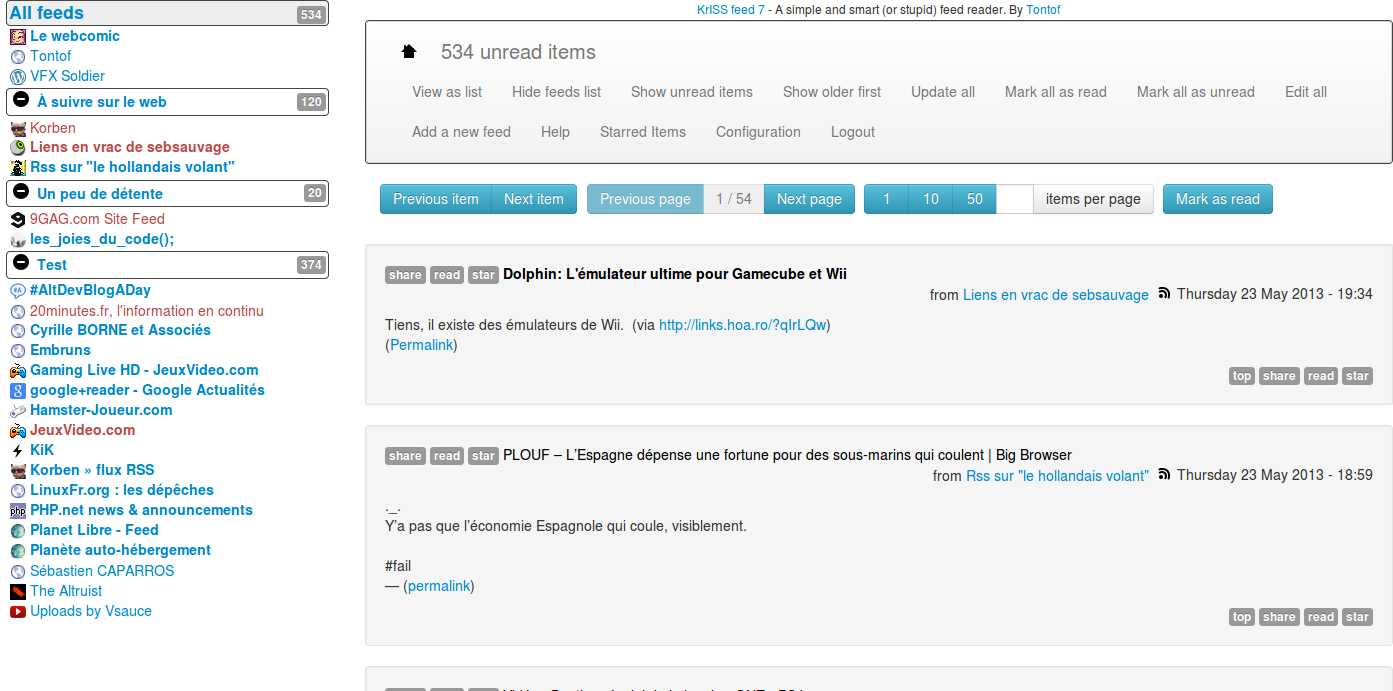 All feeds 534
Le webcomic
Tontof
VFX Soldier
À suivre sur le web 120
Korben
Liens en vrac de sebsauvage
Rss sur "le hollandais volant"
Un peu de détente 20
9GAG.com Site Feed
les_joies_du_code();
Test 374
#AltDevBlogADay
20minutes.fr, l'information en continu
Cyrille BORNE et Associés
Embruns
Gaming Live HD - JeuxVideo.com
google+reader - Google Actualités
Hamster-Joueur.com
JeuxVideo.com
KiK
Korben » flux RSS
LinuxFr.org : les dépêches
php PHP.net news & announcements
Planet Libre - Feed
Planète auto-hébergement
Sébastien CAPARROS
The Altruist
Uploads by Vsauce
KrISS feed 7 - A simple and smart (or stupid) feed reader. By Tontof
534 unread items
View as list Hide feeds list Show unread items Show older first Update all Mark all as read Mark all as unread Edit all
Add a new feed Help Starred Items Configuration Logout
Previous item Next item Previous page 1 / 54 Next page 1 10 50 items per page Mark as read
share read star Dolphin: L'émulateur ultime pour Gamecube et Wii
from Liens en vrac de sebsauvage Thursday 23 May 2013 - 19:34
Tiens, il existe des émulateurs de Wii. (via http://links.hoa.ro/?qIrLQw)
(Permalink)
top share read star
share read star PLOUF – L'Espagne dépense une fortune pour des sous-marins qui coulent | Big Browser
from Rss sur "le hollandais volant" Thursday 23 May 2013 - 18:59
._.
Y'a pas que l'économie Espagnole qui coule, visiblement.
#fail
— (permalink)
top share read star